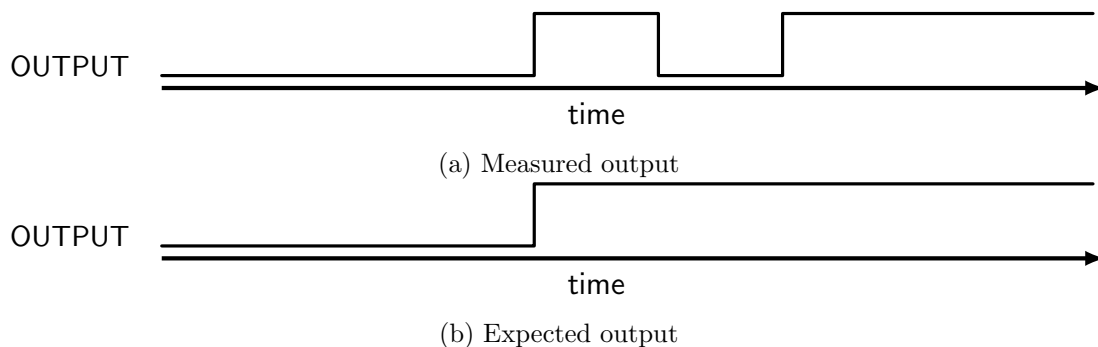 OUTPUT
time
(a) Measured output
OUTPUT
time
(b) Expected output